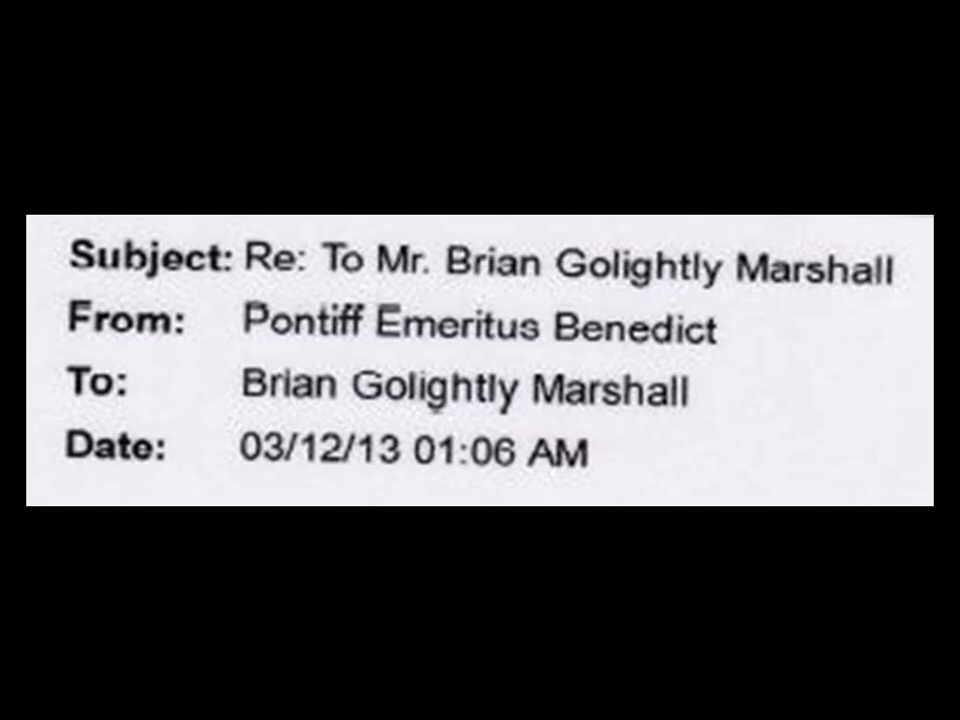 Subject: Re: To Mr. Brian Golightly Marshall
From: Pontiff Emeritus Benedict
To: Brian Golightly Marshall
Date: 03/12/13 01:06 AM